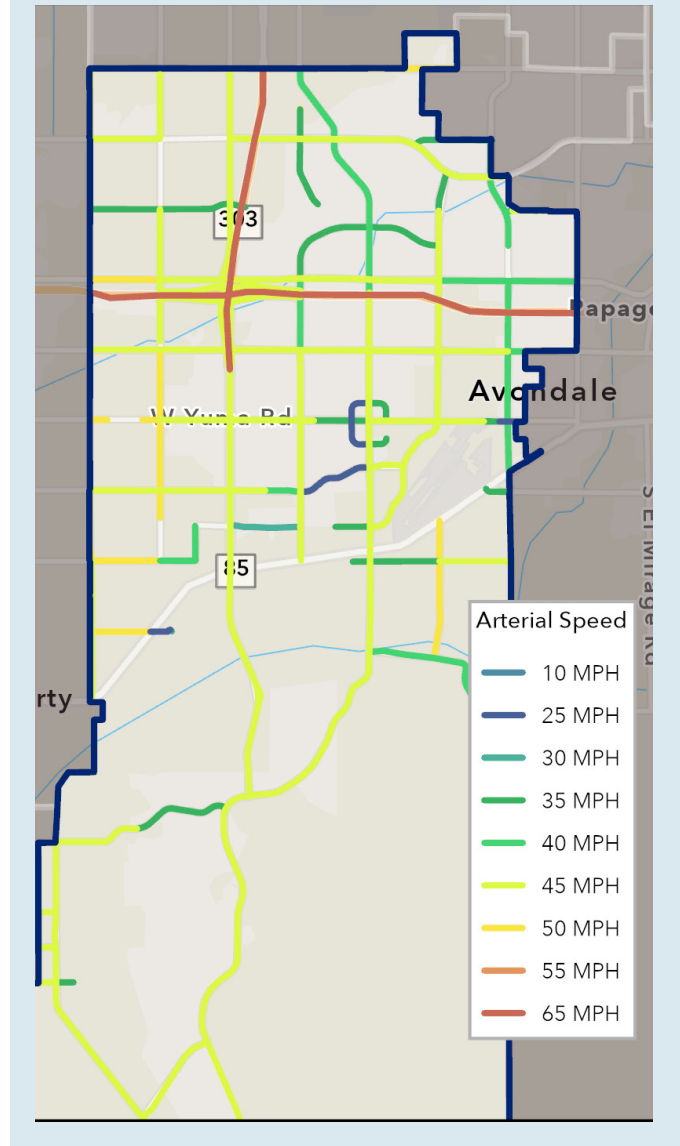 303
Papago
Avondale
W Yuma Rd
85
S El Mirage Rd
rty
Arterial Speed
10 MPH
25 MPH
30 MPH
35 MPH
40 MPH
45 MPH
50 MPH
55 MPH
65 MPH